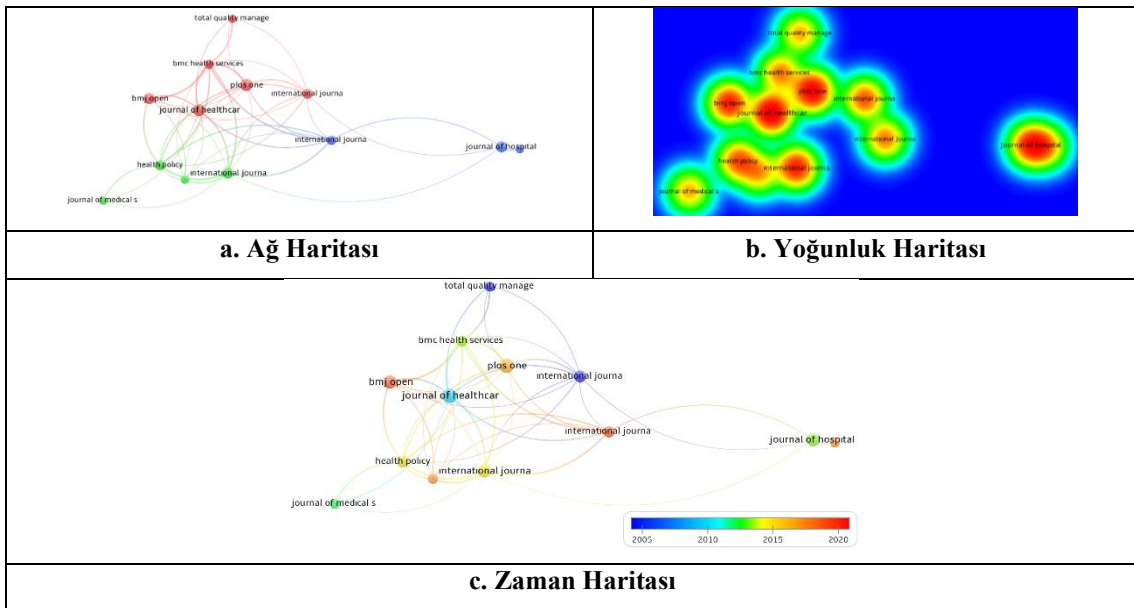 total quality manage
bmc health services
bmj open
plos one
international journa
journal of healthcar
international journa
journal of hospital
health policy
international journa
journal of medical s
a. Ağ Haritası
total quality manage
bmc health services
plos one
bmj open
international journa
journal of healthcar
international journa
journal of hospital
health policy
international journa
journal of medical s
b. Yoğunluk Haritası
total quality manage
bmc health services
plos one
international journa
bmj open
journal of healthcar
international journa
journal of hospital
health policy
international journa
journal of medical s
2005 2010 2015 2020
c. Zaman Haritası